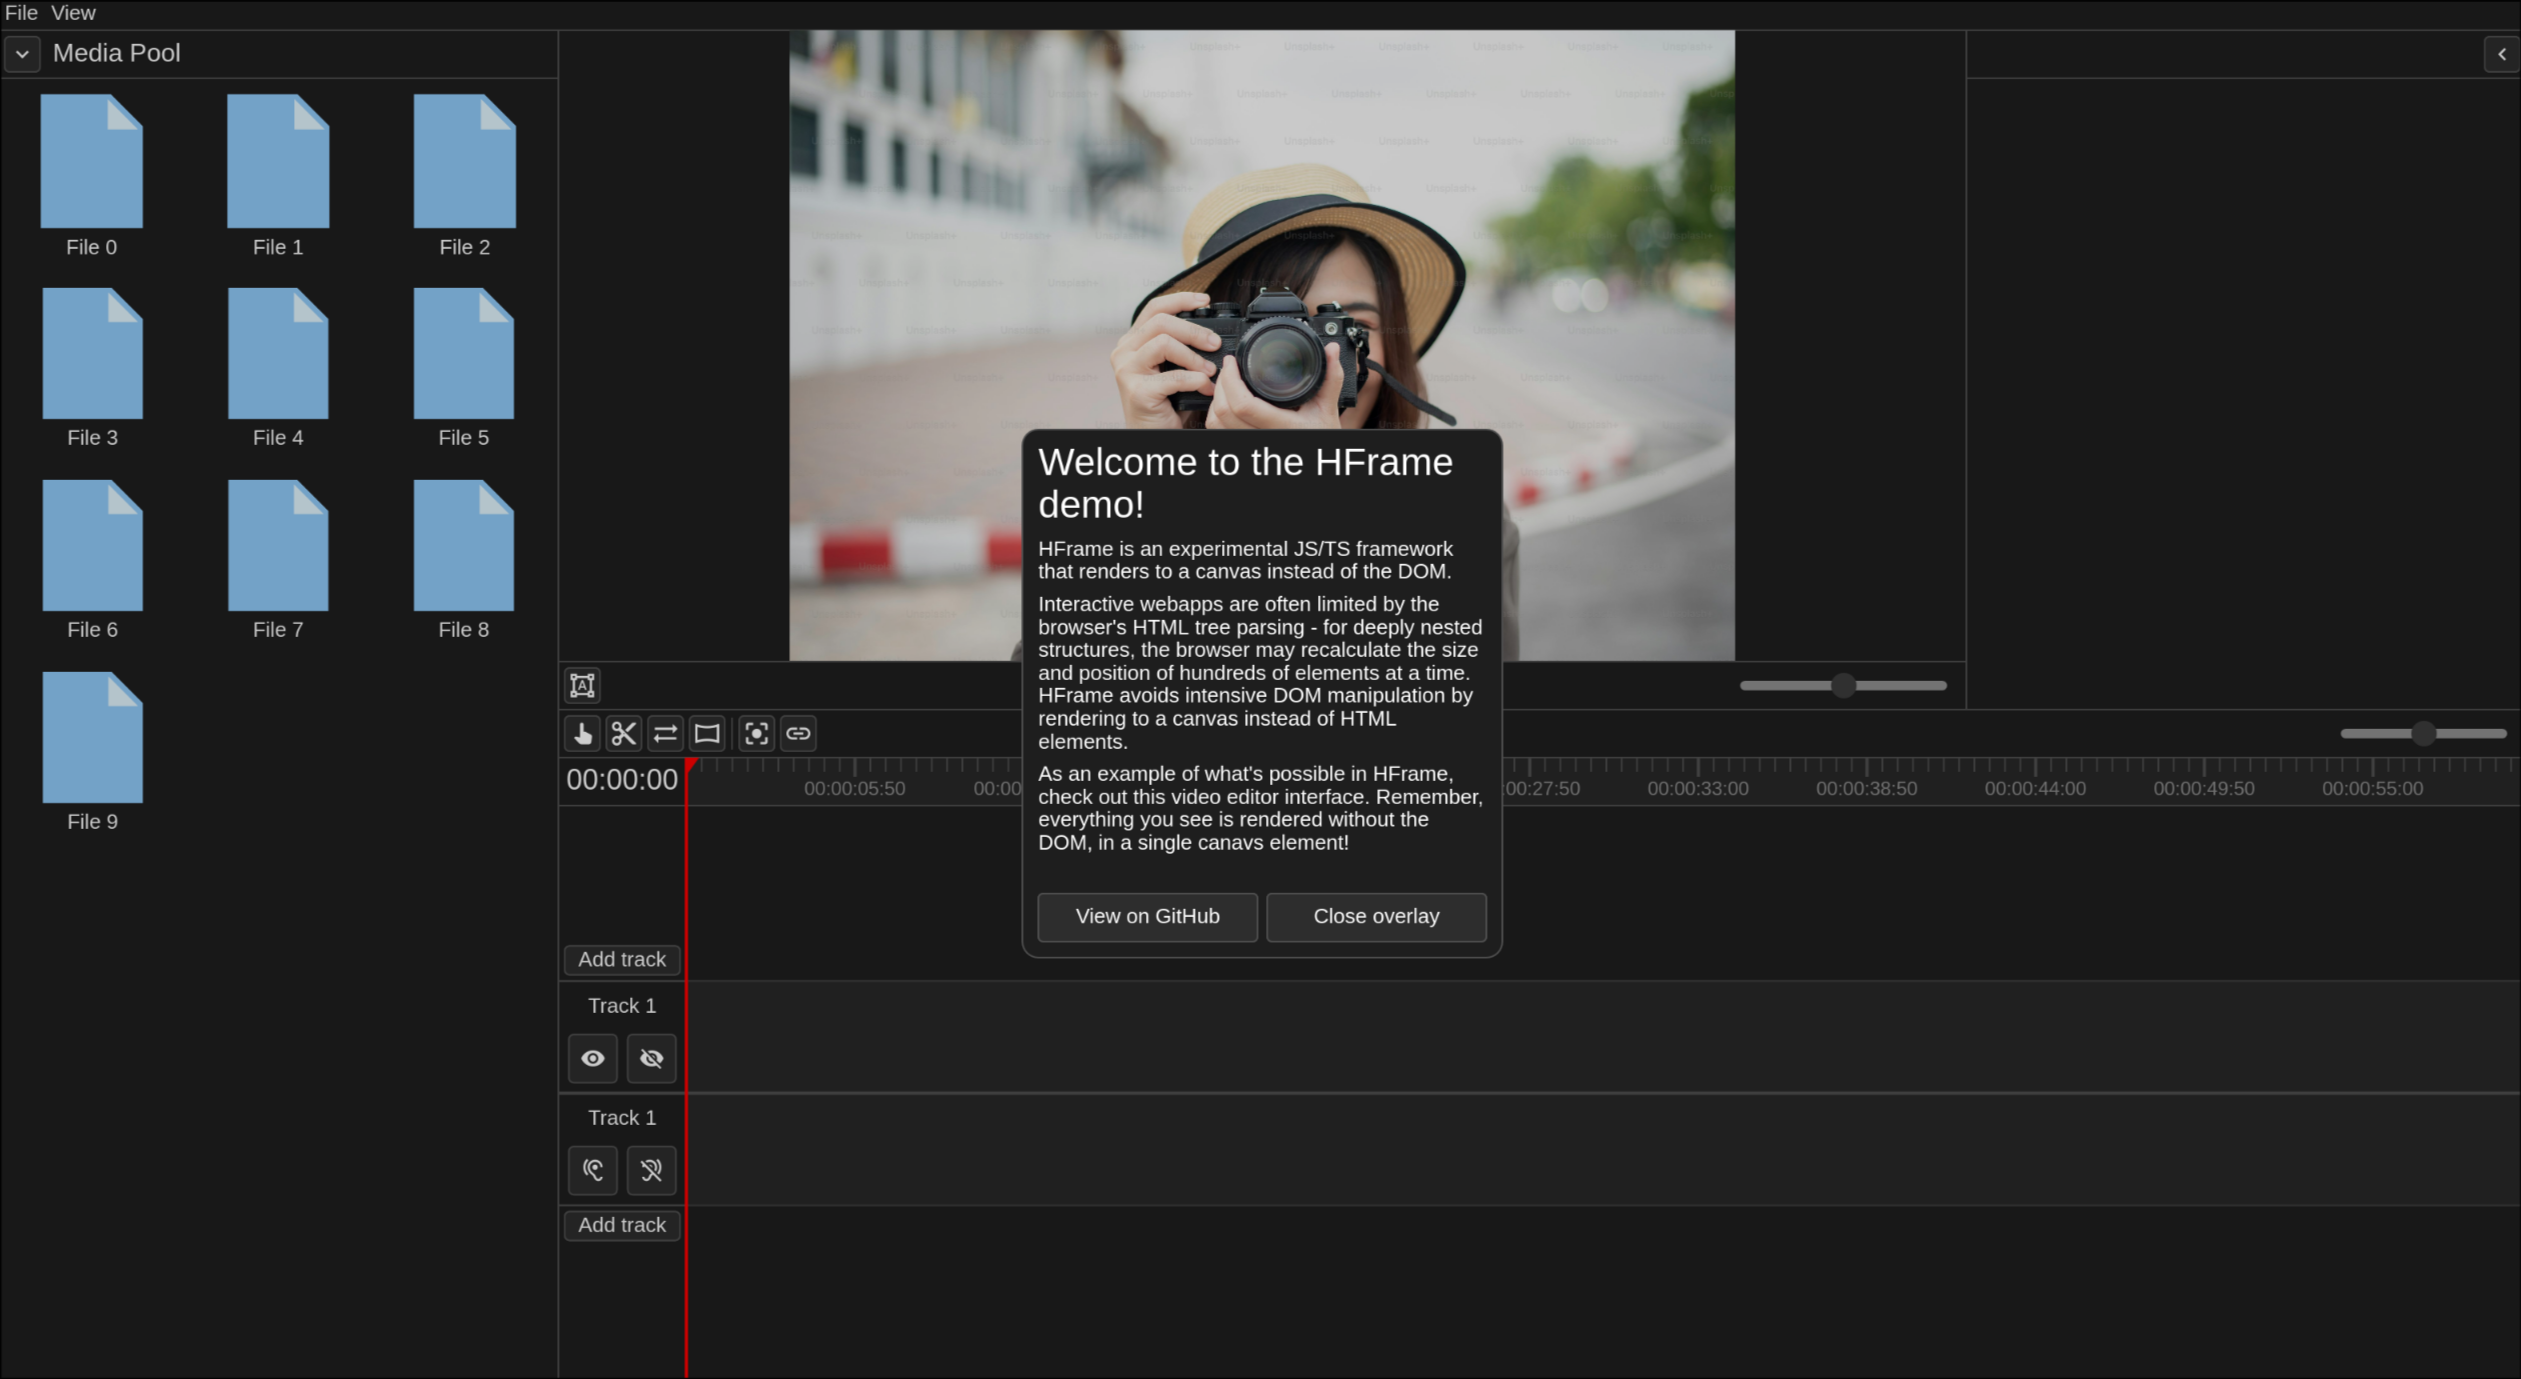 File View
Media Pool
File 0 File 1 File 2
File 3 File 4 File 5
File 6 File 7 File 8
File 9
Welcome to the HFrame
demo!
HFrame is an experimental JS/TS framework
that renders to a canvas instead of the DOM.
Interactive webapps are often limited by the
browser's HTML tree parsing - for deeply nested
structures, the browser may recalculate the size
and position of hundreds of elements at a time.
HFrame avoids intensive DOM manipulation by
rendering to a canvas instead of HTML
elements.
As an example of what's possible in HFrame,
check out this video editor interface. Remember,
everything you see is rendered without the
DOM, in a single canavs element!
View on GitHub Close overlay
A
00:00:00 00:00:05:50 00:00 00:27:50 00:00:33:00 00:00:38:50 00:00:44:00 00:00:49:50 00:00:55:00
Add track
Track 1
Track 1
Add track